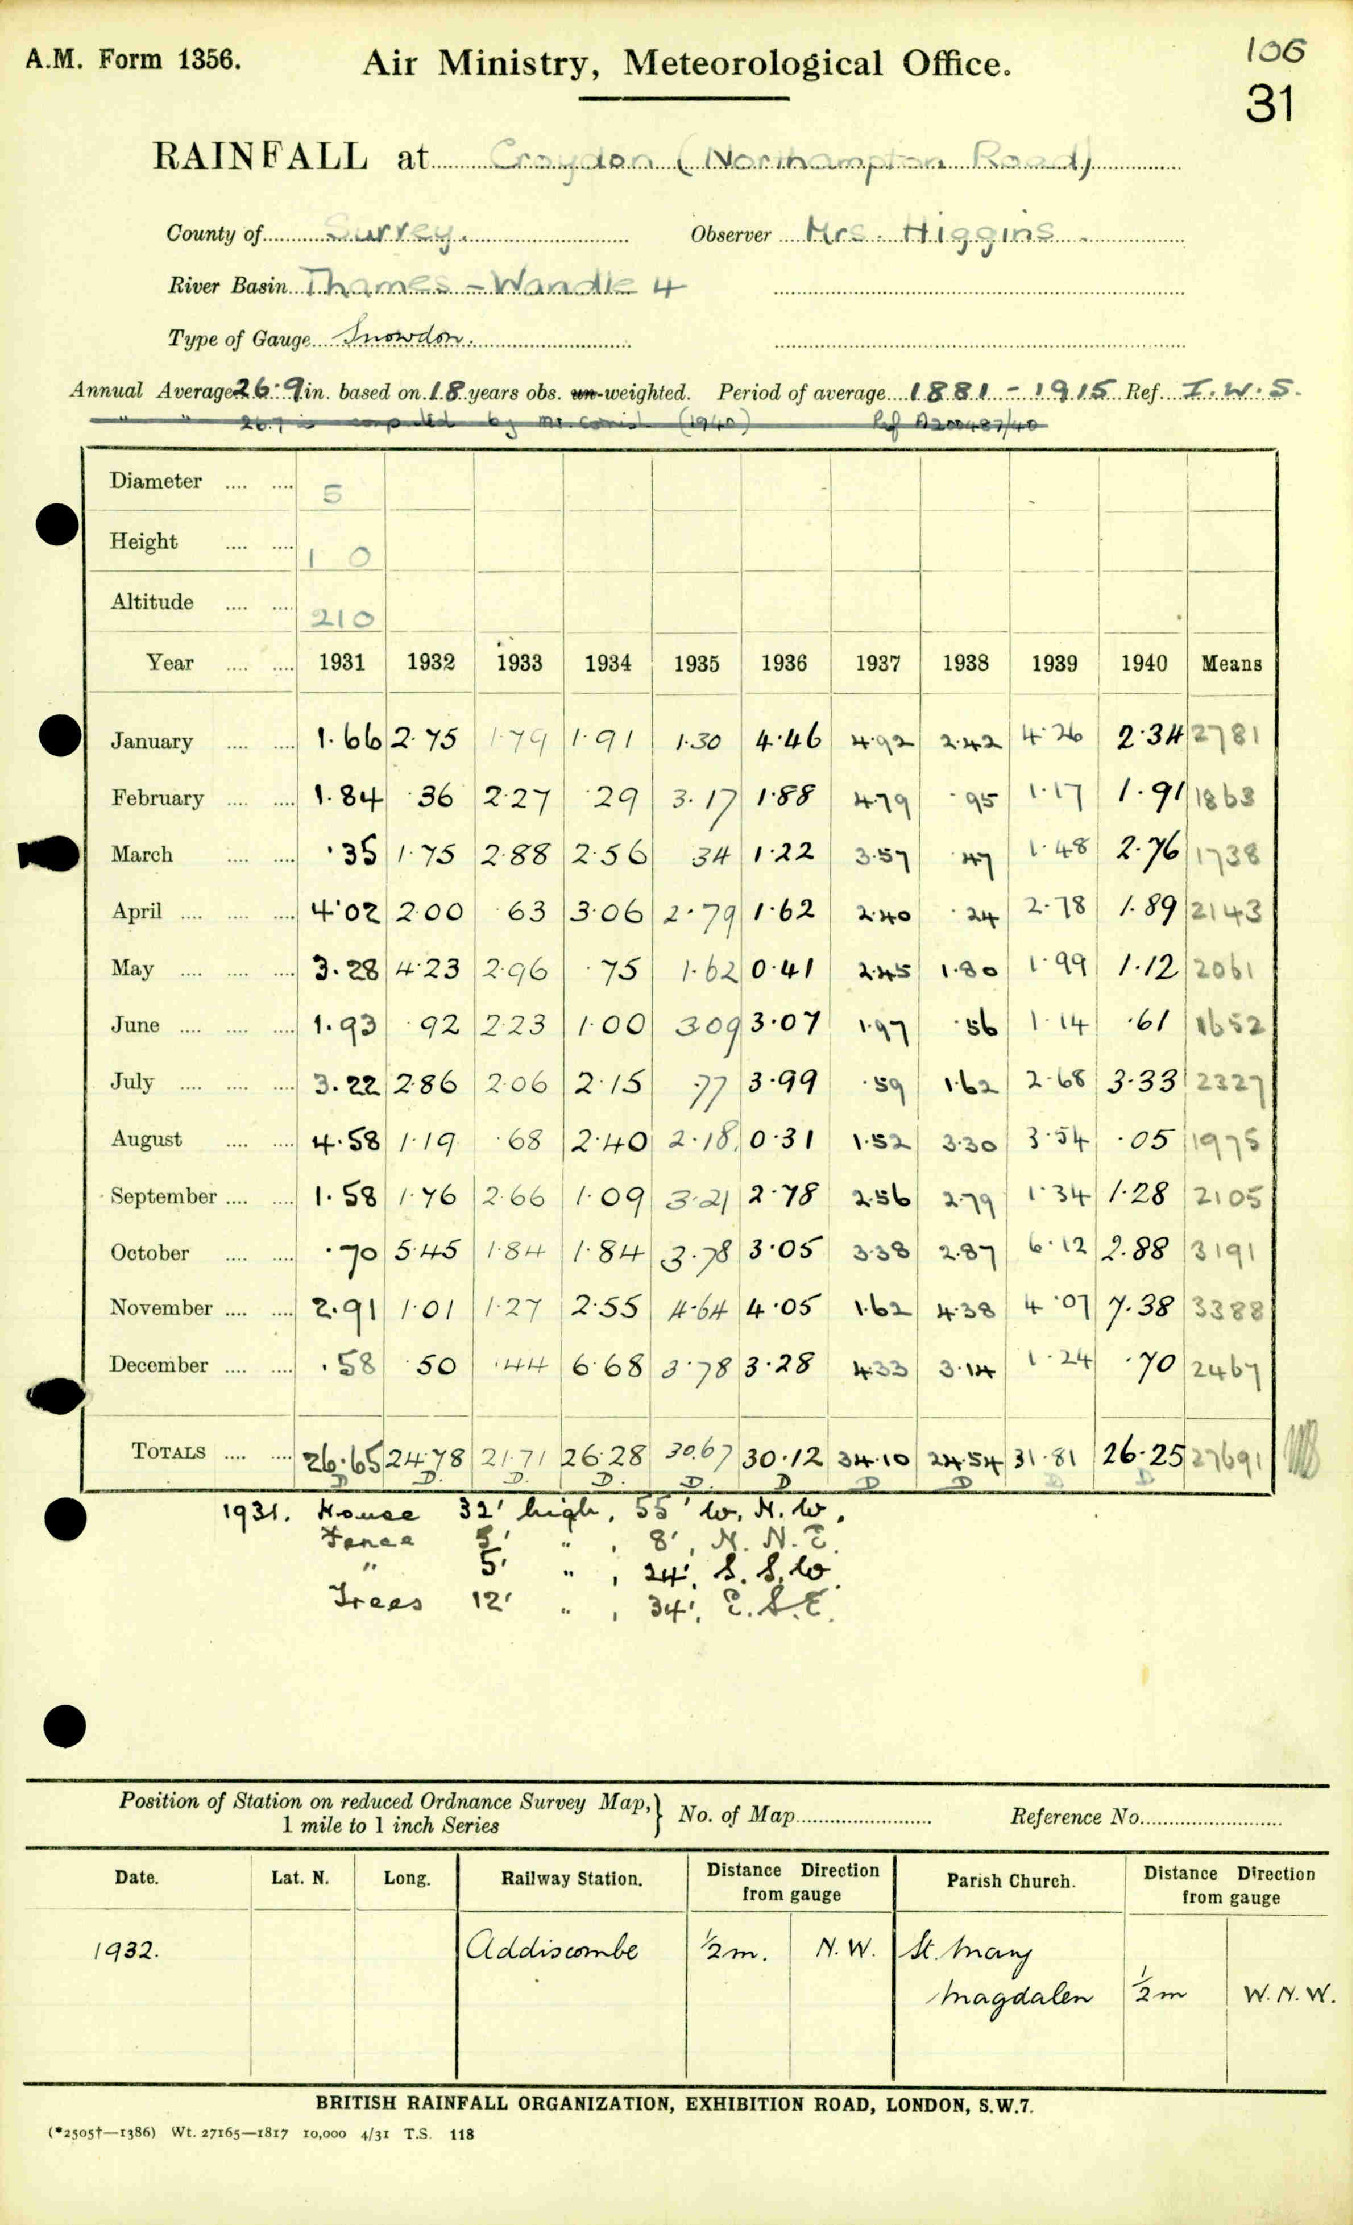 A.M. Form 1356.
Air Ministry, Meteorological Office.
106
31
RAINFALL at Croydon (Northampton Road)
County of Surrey. Observer Mrs. Higgins.
River Basin Thames - Wandle 4
Type of Gauge Snowdon.
Annual Average 26.9 in. based on 18 years obs. un-weighted. Period of average 1881 - 1915 Ref. I.W.S.
" " 26.7 is computed by Mr. (1940) Ref A200487/40
Diameter .... .... 5
Height .... .... 1 0
Altitude .... .... 210
Year .... .... 1931 1932 1933 1934 1935 1936 1937 1938 1939 1940 Means
January .... .... 1.66 2.75 1.79 1.91 1.30 4.46 4.92 2.42 4.26 2.34 2781
February .... .... 1.84 .36 2.27 .29 3.17 1.88 4.79 .95 1.17 1.91 1863
March .... .... .35 1.75 2.88 2.56 34 1.22 3.57 .47 1.48 2.76 1738
April .... .... .... 4.02 2.00 .63 3.06 2.79 1.62 2.40 .24 2.78 1.89 2143
May .... .... .... 3.28 4.23 2.96 .75 1.62 0.41 2.45 1.80 1.99 1.12 2061
June .... .... .... 1.93 .92 2.23 1.00 3.09 3.07 1.97 .56 1.14 .61 1652
July .... .... .... 3.22 2.86 2.06 2.15 .77 3.99 .59 1.62 2.68 3.33 2327
August .... .... 4.58 1.19 .68 2.40 2.18 0.31 1.52 3.30 3.54 .05 1975
September .... .... 1.58 1.76 2.66 1.09 3.21 2.78 2.56 2.79 1.34 1.28 2105
October .... .... .70 5.45 1.84 1.84 3.78 3.05 3.38 2.87 6.12 2.88 3191
November .... .... 2.91 1.01 1.27 2.55 4.64 4.05 1.62 4.38 4.07 7.38 3388
December .... .... .58 .50 .44 6.68 3.78 3.28 4.33 3.14 1.24 .70 2467
TOTALS .... .... 26.65 24.78 21.71 26.28 30.67 30.12 34.10 24.54 31.81 26.25 27691
D D. D. D. D. D D D D D
1931. House 32' high, 55' W.N.W.
Fence 5' " , 8', N.N.E.
" 5' " , 24', S.S.W.
Trees 12' " , 34', E.S.E.
Position of Station on reduced Ordnance Survey Map, 1 mile to 1 inch Series } No. of Map Reference No.
Date. Lat. N. Long. Railway Station. Distance Direction from gauge Parish Church. Distance Direction from gauge
1932. Addiscombe ½ m. N.W. St. Mary
Magdalen ½ m W.N.W.
BRITISH RAINFALL ORGANIZATION, EXHIBITION ROAD, LONDON, S.W.7.
(*2505†—1386) Wt. 27165—1817 10,000 4/31 T.S. 118